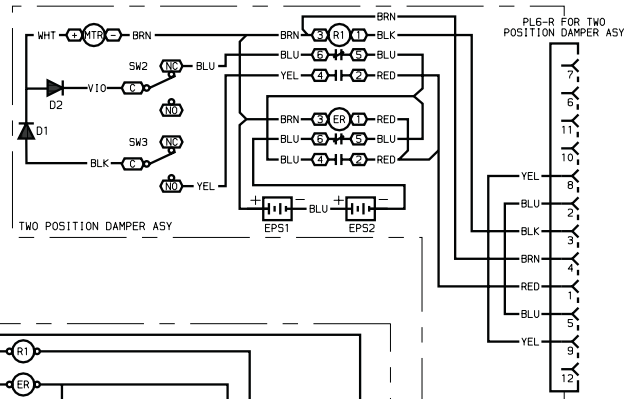 BRN
PL6-R FOR TWO
POSITION DAMPER ASY
WHT + MTR - BRN
BRN 3 R1 1 BLK
SW2 NC BLU
BLU 6 5 BLU
7
VIO C
YEL 4 2 RED
D2
NO
6
D1
BRN 3 ER 1 RED
11
SW3 NC
BLU 6 5 BLU
BLK C
BLU 4 2 RED
10
NO YEL
YEL 8
+ - BLU + -
BLU 2
TWO POSITION DAMPER ASY
EPS1 EPS2
BLK 3
BRN 4
RED 1
BLU 5
R1
YEL 9
ER
12